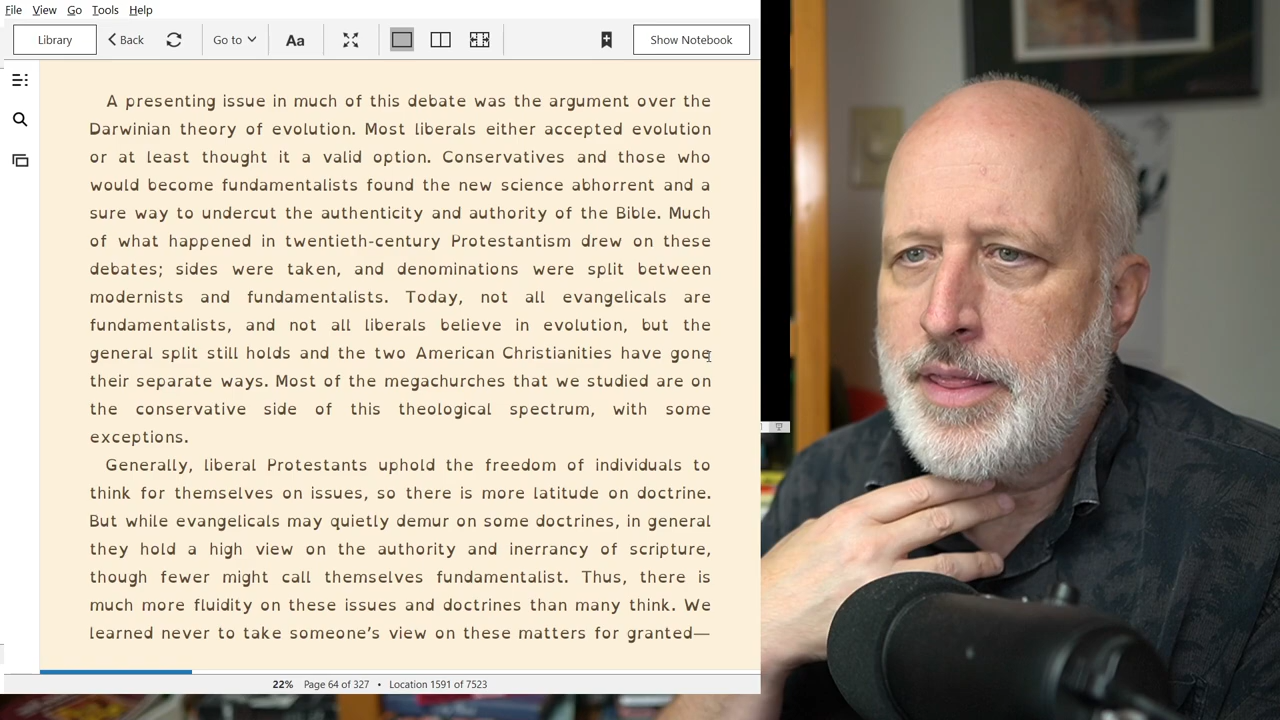 File View Go Tools Help
Library Back Go to Aa Show Notebook
A presenting issue in much of this debate was the argument over the
Darwinian theory of evolution. Most liberals either accepted evolution
or at least thought it a valid option. Conservatives and those who
would become fundamentalists found the new science abhorrent and a
sure way to undercut the authenticity and authority of the Bible. Much
of what happened in twentieth-century Protestantism drew on these
debates; sides were taken, and denominations were split between
modernists and fundamentalists. Today, not all evangelicals are
fundamentalists, and not all liberals believe in evolution, but the
general split still holds and the two American Christianities have gone
their separate ways. Most of the megachurches that we studied are on
the conservative side of this theological spectrum, with some
exceptions.
Generally, liberal Protestants uphold the freedom of individuals to
think for themselves on issues, so there is more latitude on doctrine.
But while evangelicals may quietly demur on some doctrines, in general
they hold a high view on the authority and inerrancy of scripture,
though fewer might call themselves fundamentalist. Thus, there is
much more fluidity on these issues and doctrines than many think. We
learned never to take someone’s view on these matters for granted—
22% Page 64 of 327 • Location 1591 of 7523